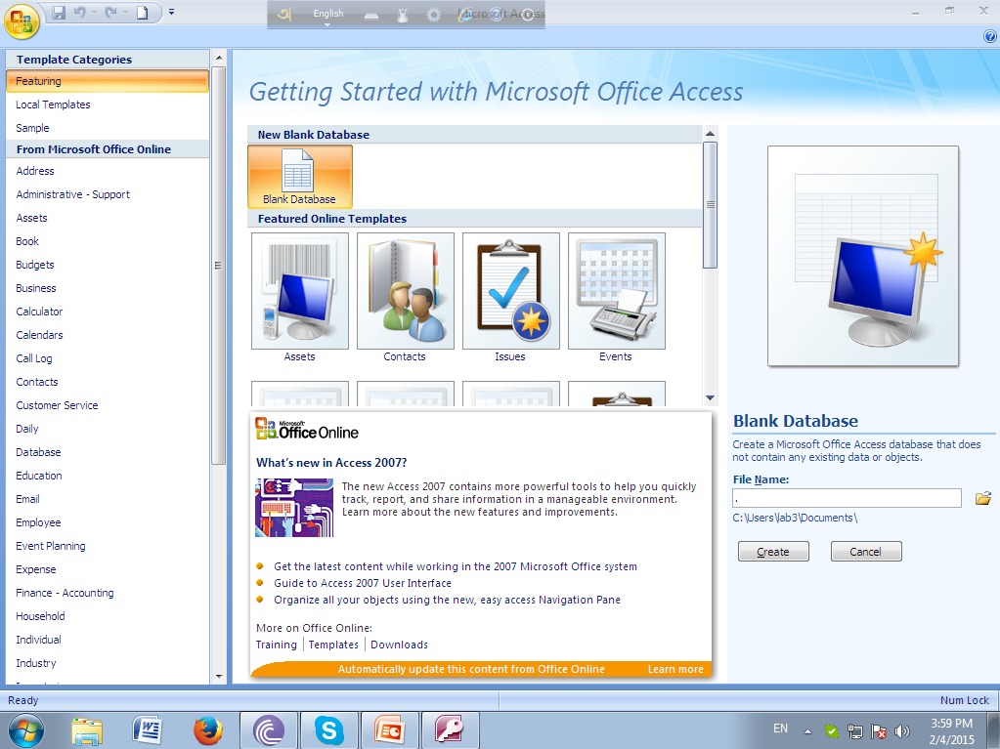 English
Microsoft Access
Template Categories
Featuring
Local Templates
Sample
From Microsoft Office Online
Address
Administrative - Support
Assets
Book
Budgets
Business
Calculator
Calendars
Call Log
Contacts
Customer Service
Daily
Database
Education
Email
Employee
Event Planning
Expense
Finance - Accounting
Household
Individual
Industry
Getting Started with Microsoft Office Access
New Blank Database
Blank Database
Featured Online Templates
Assets
Contacts
Issues
Events
Microsoft
Office Online
What's new in Access 2007?
The new Access 2007 contains more powerful tools to help you quickly
track, report, and share information in a manageable environment.
Learn more about the new features and improvements.
Get the latest content while working in the 2007 Microsoft Office system
Guide to Access 2007 User Interface
Organize all your objects using the new, easy access Navigation Pane
More on Office Online:
Training | Templates | Downloads
Automatically update this content from Office Online Learn more
Blank Database
Create a Microsoft Office Access database that does
not contain any existing data or objects.
File Name:
.
C:\Users\lab3\Documents\
Create Cancel
Ready Num Lock
EN 3:59 PM
2/4/2015